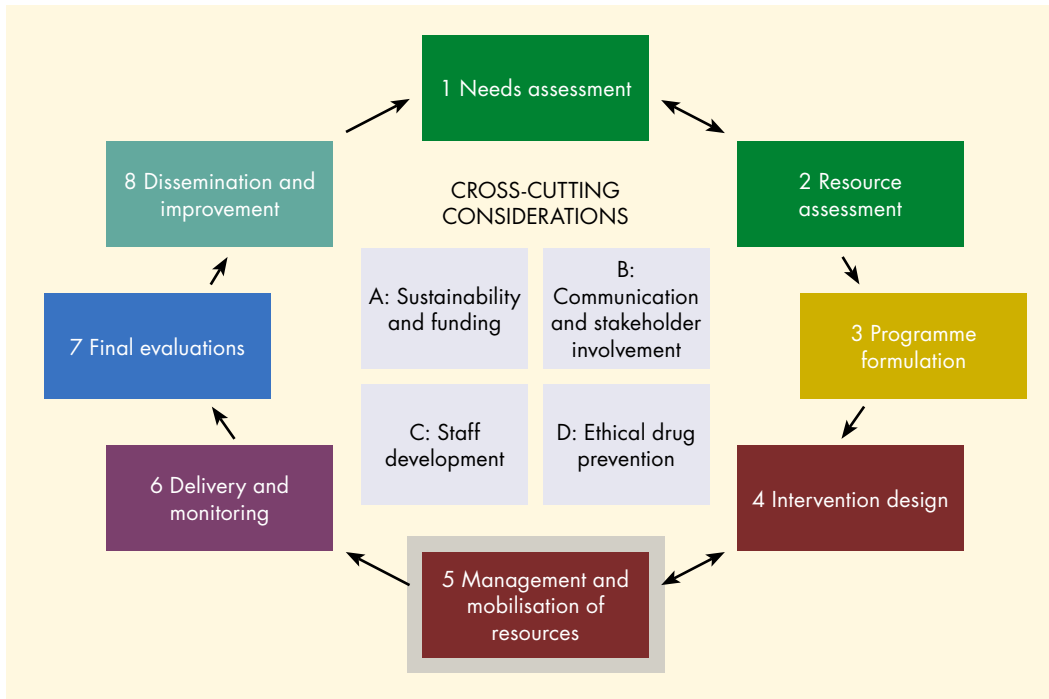 1 Needs assessment
2 Resource
assessment
3 Programme
formulation
4 Intervention design
5 Management and
mobilisation of
resources
6 Delivery and
monitoring
7 Final evaluations
8 Dissemination and
improvement
CROSS-CUTTING
CONSIDERATIONS
A: Sustainability
and funding
B:
Communication
and stakeholder
involvement
C: Staff
development
D: Ethical drug
prevention